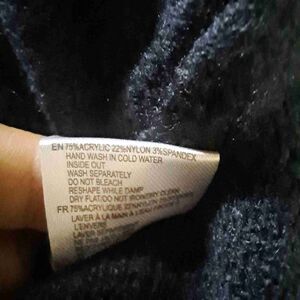 EN 75%ACRYLIC 22%NYLON 3%SPANDEX
HAND WASH IN COLD WATER
INSIDE OUT
WASH SEPARATELY
DO NOT BLEACH
RESHAPE WHILE DAMP
DRY FLAT/DO NOT IRON/DRY CLEAN
FR 75%ACRYLIQUE 22%NYLON
LAVER À LA MAIN À L'EAU FROIDE
L'ENVERS
LAVER